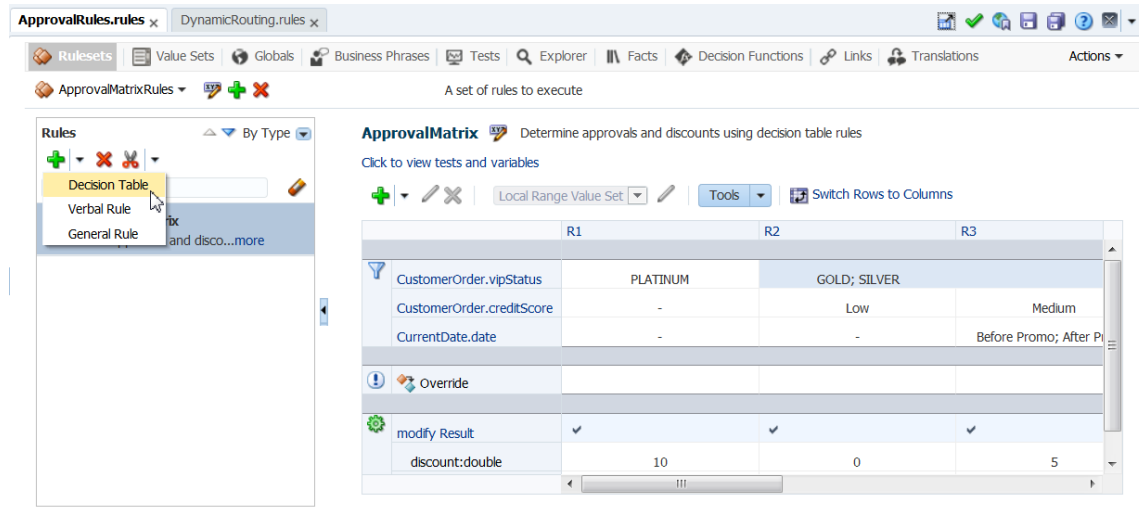 ApprovalRules.rules
DynamicRouting.rules
Rulesets Value Sets Globals Business Phrases Tests Explorer Facts Decision Functions Links Translations Actions
ApprovalMatrixRules A set of rules to execute
Rules By Type
Decision Table
Verbal Rule
General Rule
and disco...more
ApprovalMatrix Determine approvals and discounts using decision table rules
Click to view tests and variables
Local Range Value Set Tools Switch Rows to Columns
R1 R2 R3
CustomerOrder.vipStatus PLATINUM GOLD; SILVER
CustomerOrder.creditScore - Low Medium
CurrentDate.date - - Before Promo; After
Override
modify Result
discount:double 10 0 5